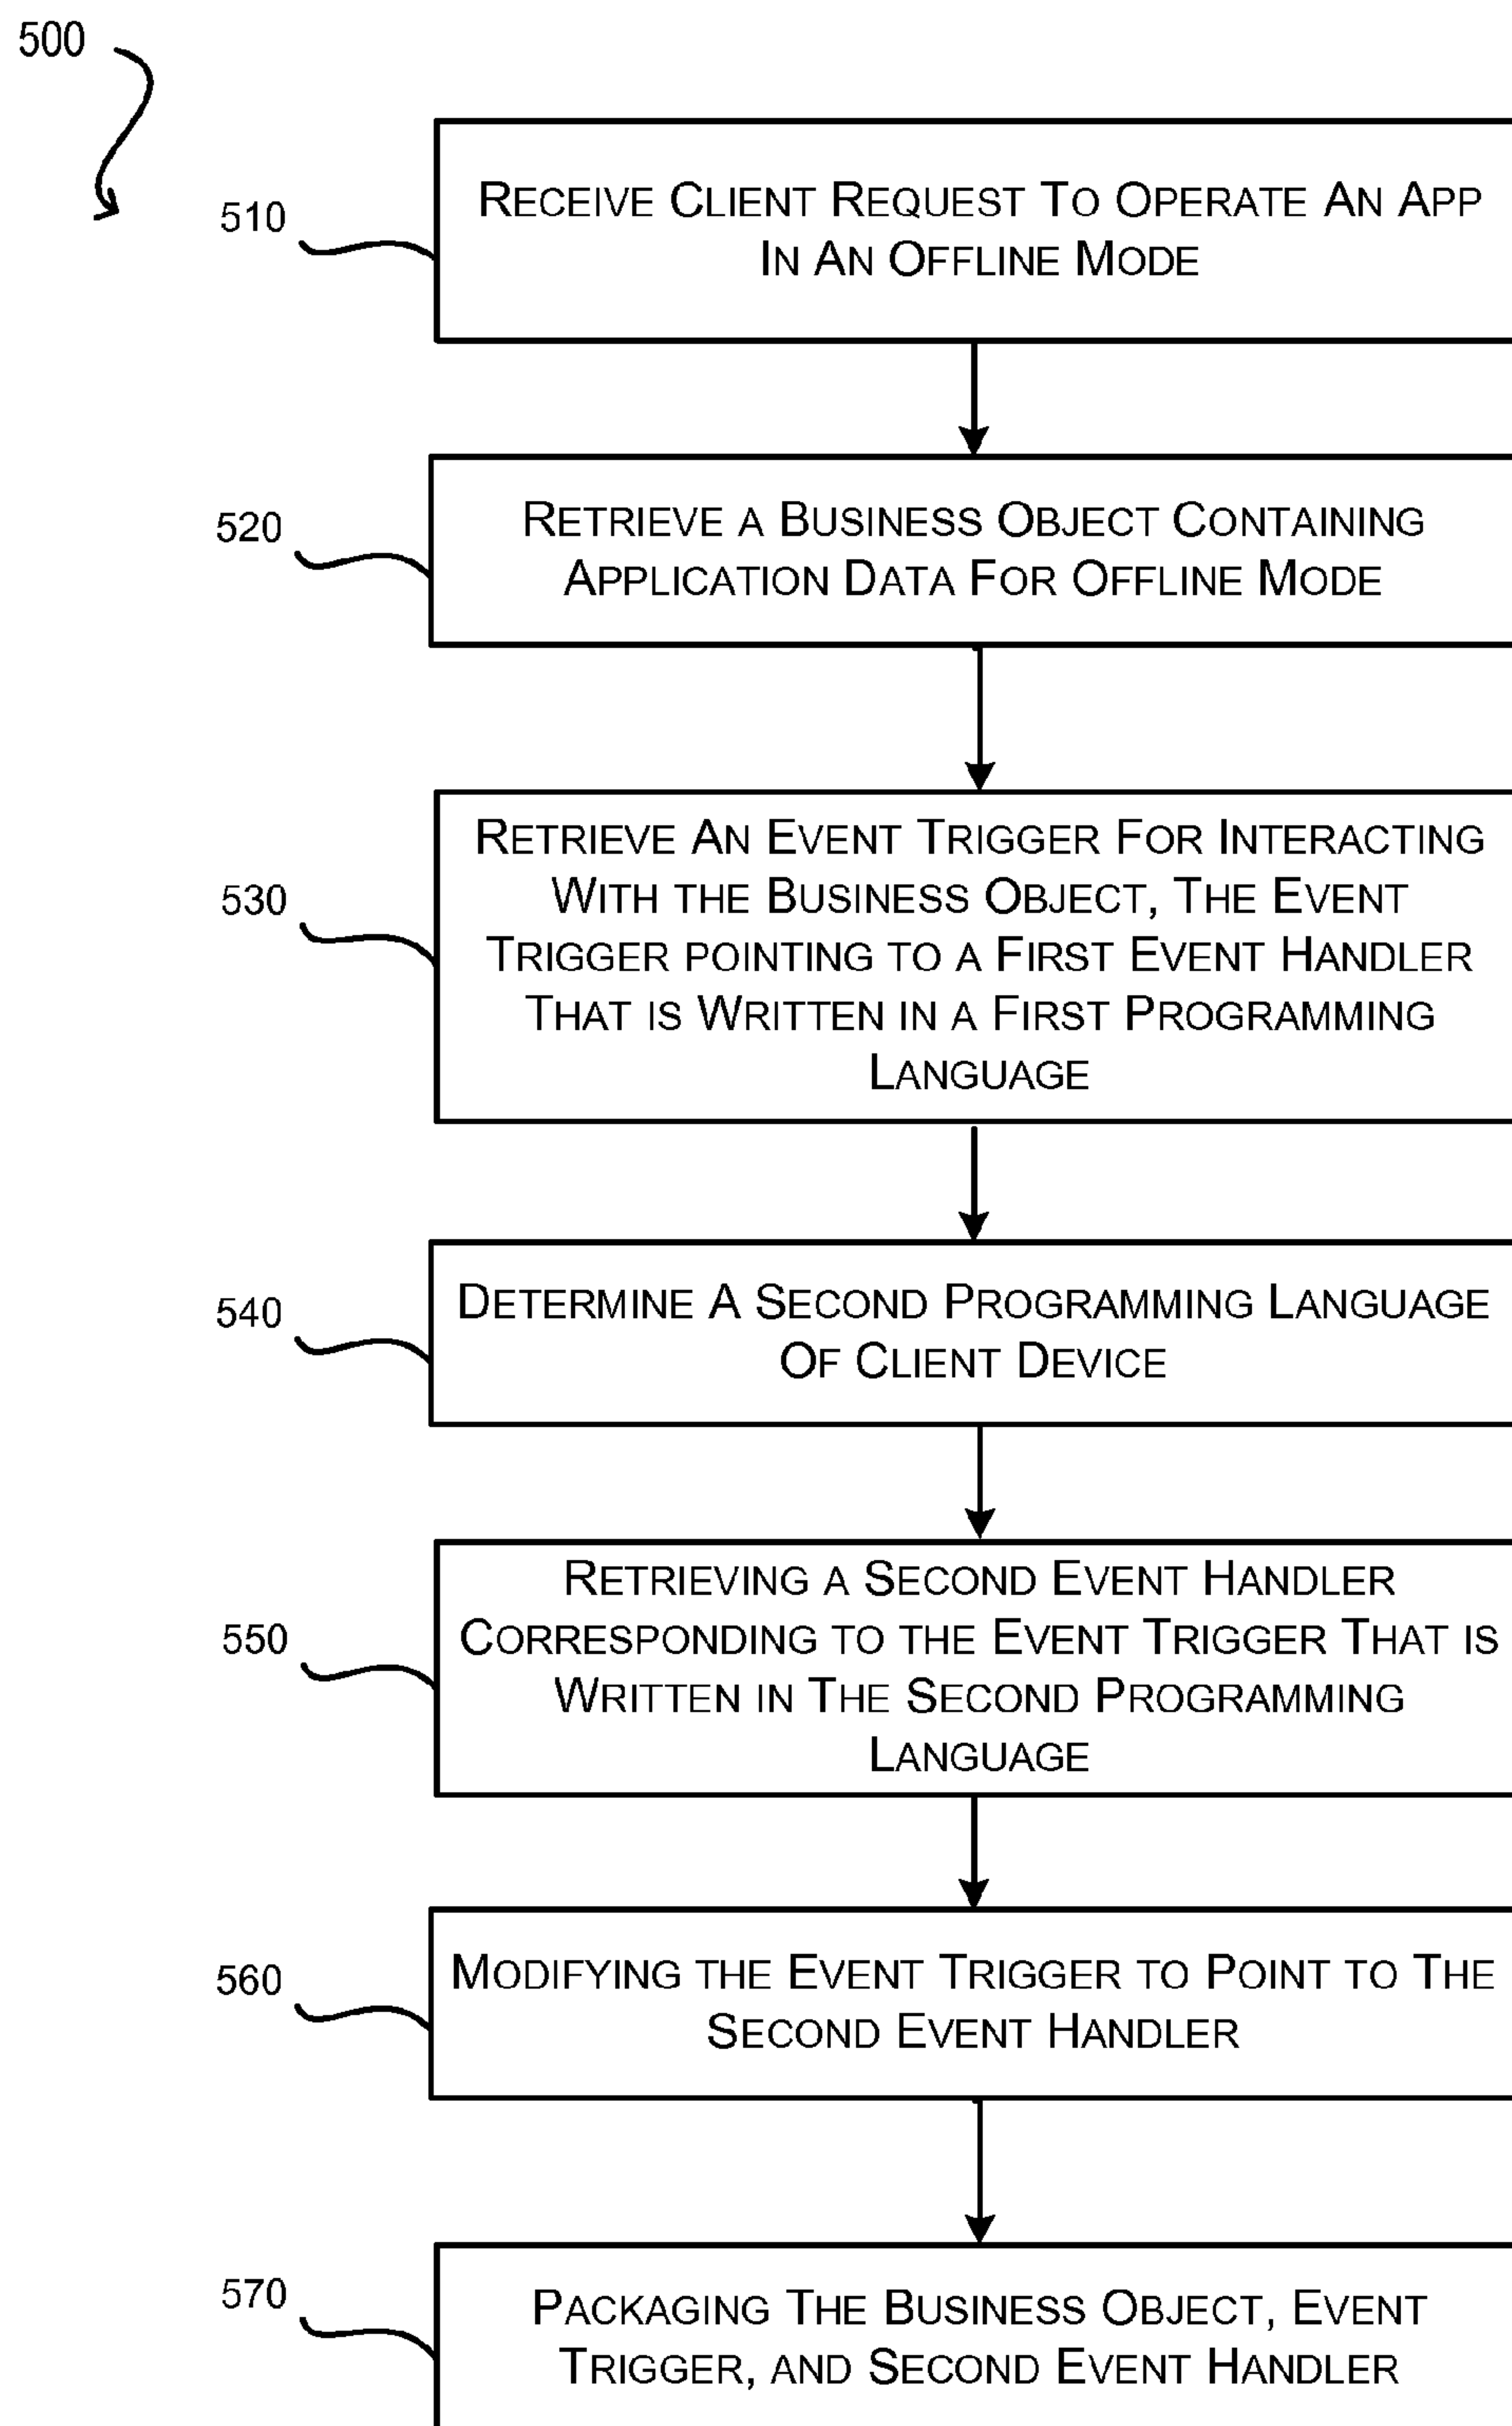 500
510
RECEIVE CLIENT REQUEST TO OPERATE AN APP
IN AN OFFLINE MODE
520
RETRIEVE A BUSINESS OBJECT CONTAINING
APPLICATION DATA FOR OFFLINE MODE
530
RETRIEVE AN EVENT TRIGGER FOR INTERACTING
WITH THE BUSINESS OBJECT, THE EVENT
TRIGGER POINTING TO A FIRST EVENT HANDLER
THAT IS WRITTEN IN A FIRST PROGRAMMING
LANGUAGE
540
DETERMINE A SECOND PROGRAMMING LANGUAGE
OF CLIENT DEVICE
550
RETRIEVING A SECOND EVENT HANDLER
CORRESPONDING TO THE EVENT TRIGGER THAT IS
WRITTEN IN THE SECOND PROGRAMMING
LANGUAGE
560
MODIFYING THE EVENT TRIGGER TO POINT TO THE
SECOND EVENT HANDLER
570
PACKAGING THE BUSINESS OBJECT, EVENT
TRIGGER, AND SECOND EVENT HANDLER